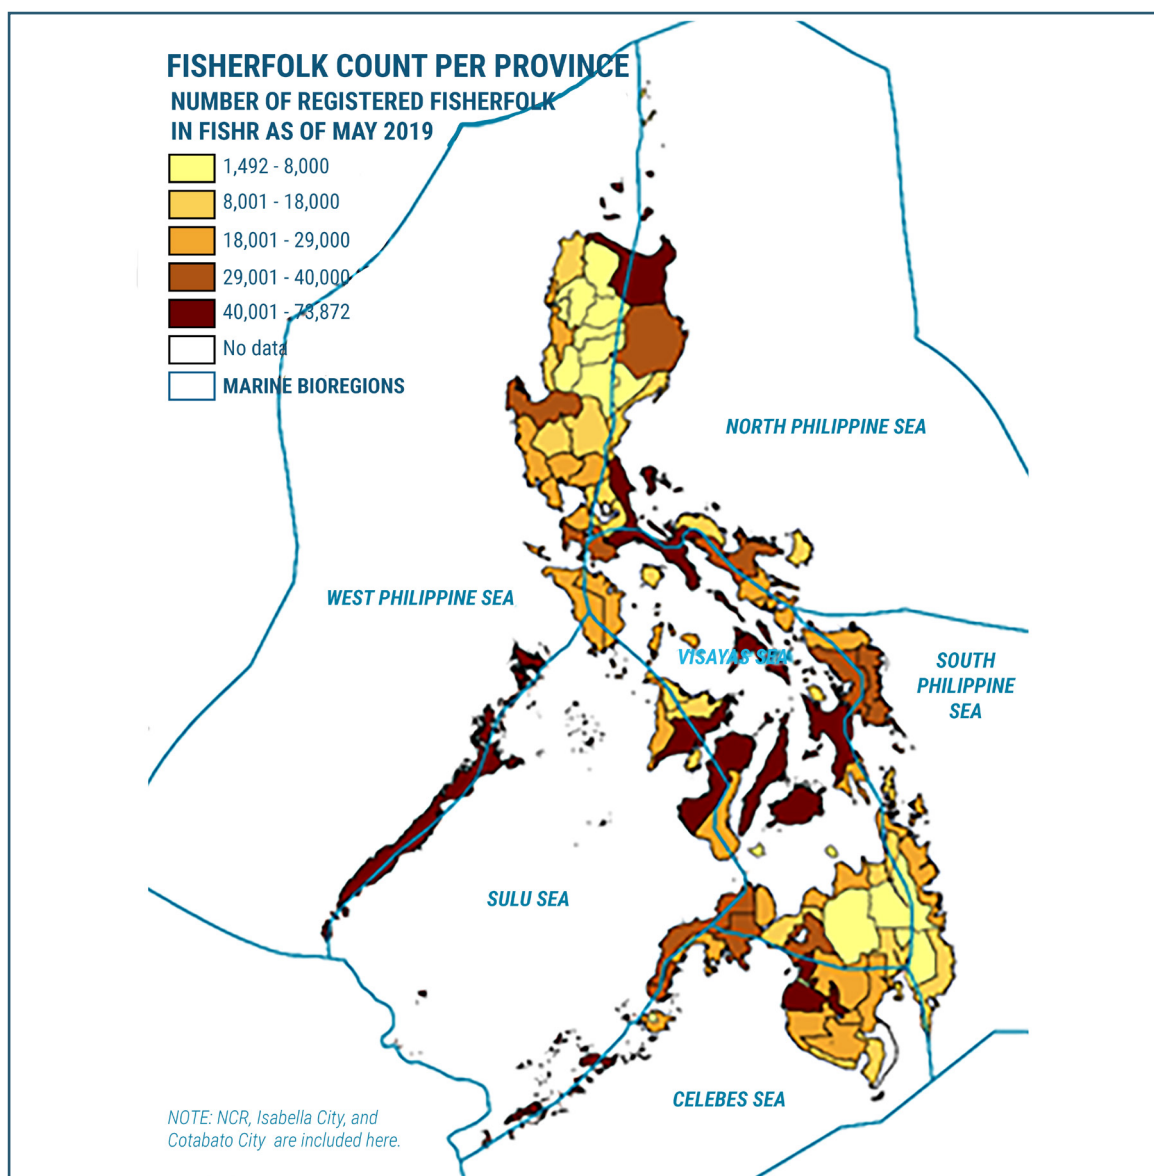 FISHERFOLK COUNT PER PROVINCE
NUMBER OF REGISTERED FISHERFOLK
IN FISHR AS OF MAY 2019
1,492 - 8,000
8,001 - 18,000
18,001 - 29,000
29,001 - 40,000
40,001 - 73,872
No data
MARINE BIOREGIONS
NORTH PHILIPPINE SEA
WEST PHILIPPINE SEA
VISAYAS SEA
SOUTH
PHILIPPINE
SEA
SULU SEA
CELEBES SEA
NOTE: NCR, Isabella City, and
Cotabato City are included here.